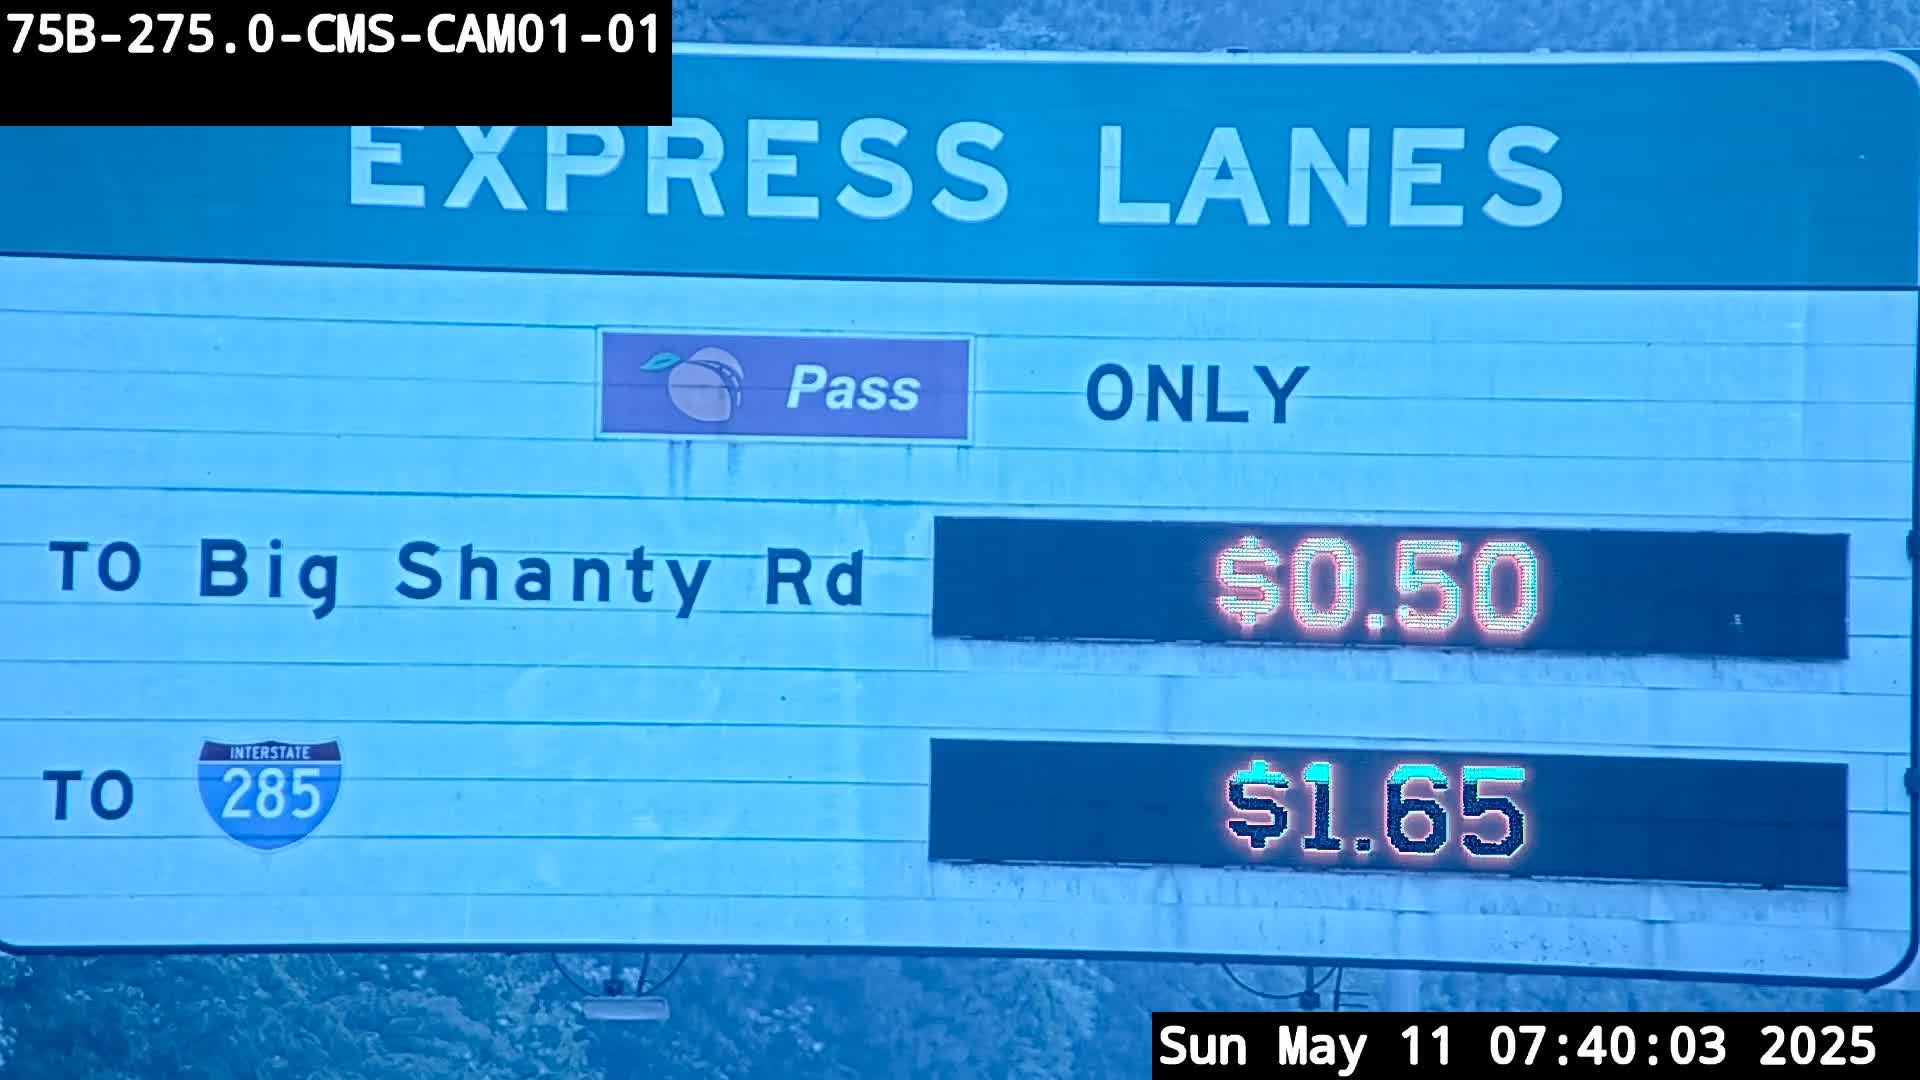 75B-275.0-CMS-CAM01-01
EXPRESS LANES
Pass ONLY
TO Big Shanty Rd $0.50
INTERSTATE
TO 285 $1.65
Sun May 11 07:40:03 2025